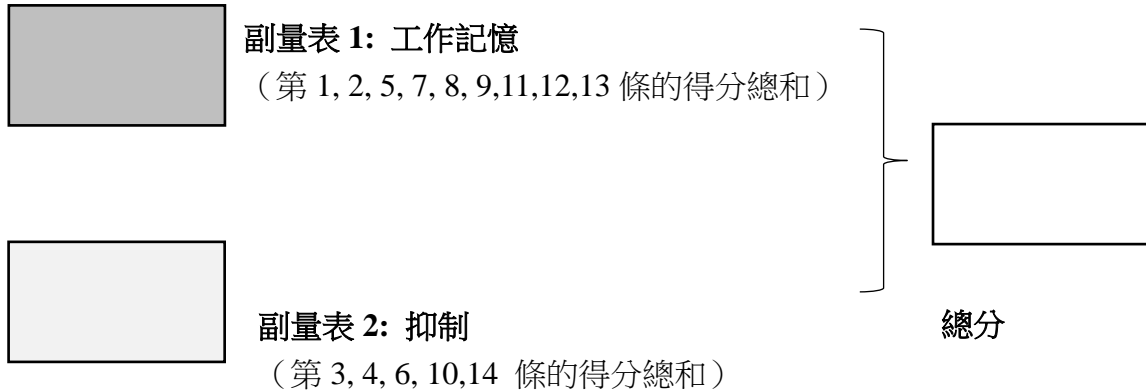 副量表 1: 工作記憶
（第 1, 2, 5, 7, 8, 9,11,12,13 條的得分總和）
副量表 2: 抑制
（第 3, 4, 6, 10,14 條的得分總和）
總分